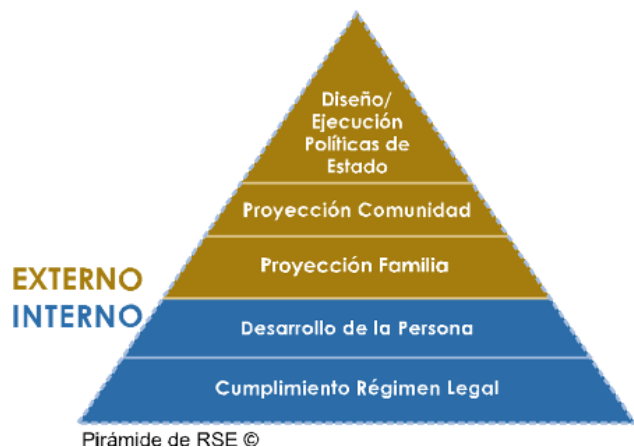 Diseño/
Ejecución
Políticas de
Estado
Proyección Comunidad
Proyección Familia
EXTERNO
INTERNO
Desarrollo de la Persona
Cumplimiento Régimen Legal
Pirámide de RSE ©